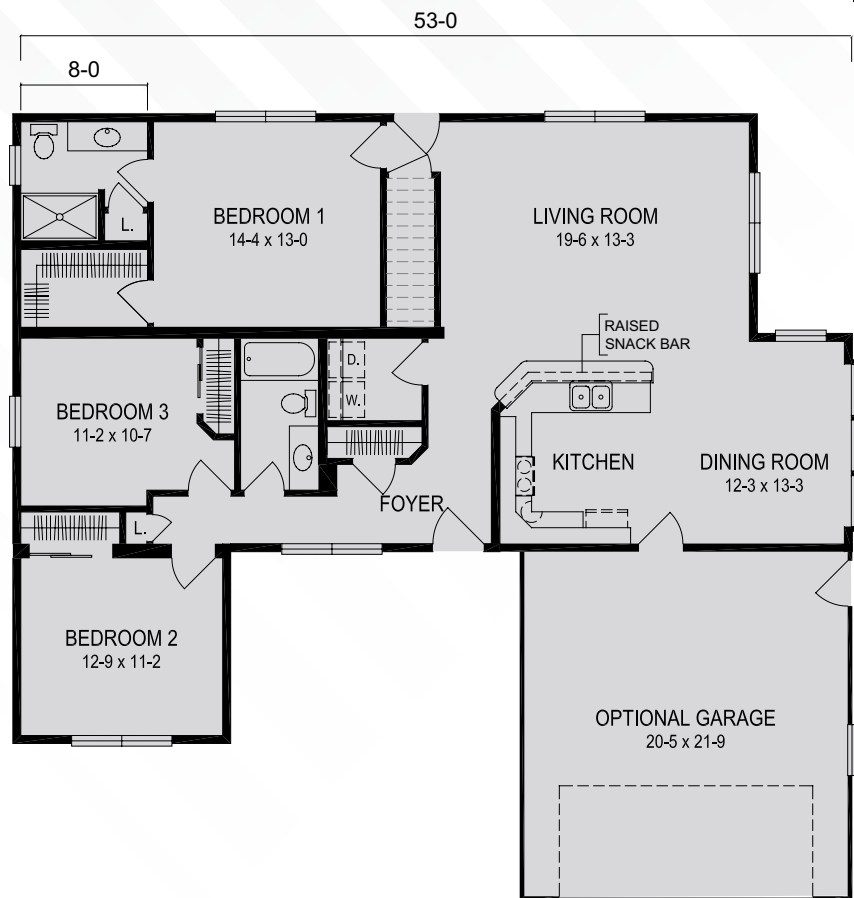 53-0
8-0
BEDROOM 1
14-4 x 13-0
LIVING ROOM
19-6 x 13-3
L.
RAISED
SNACK BAR
D.
W.
BEDROOM 3
11-2 x 10-7
KITCHEN
DINING ROOM
12-3 x 13-3
FOYER
L.
BEDROOM 2
12-9 x 11-2
OPTIONAL GARAGE
20-5 x 21-9